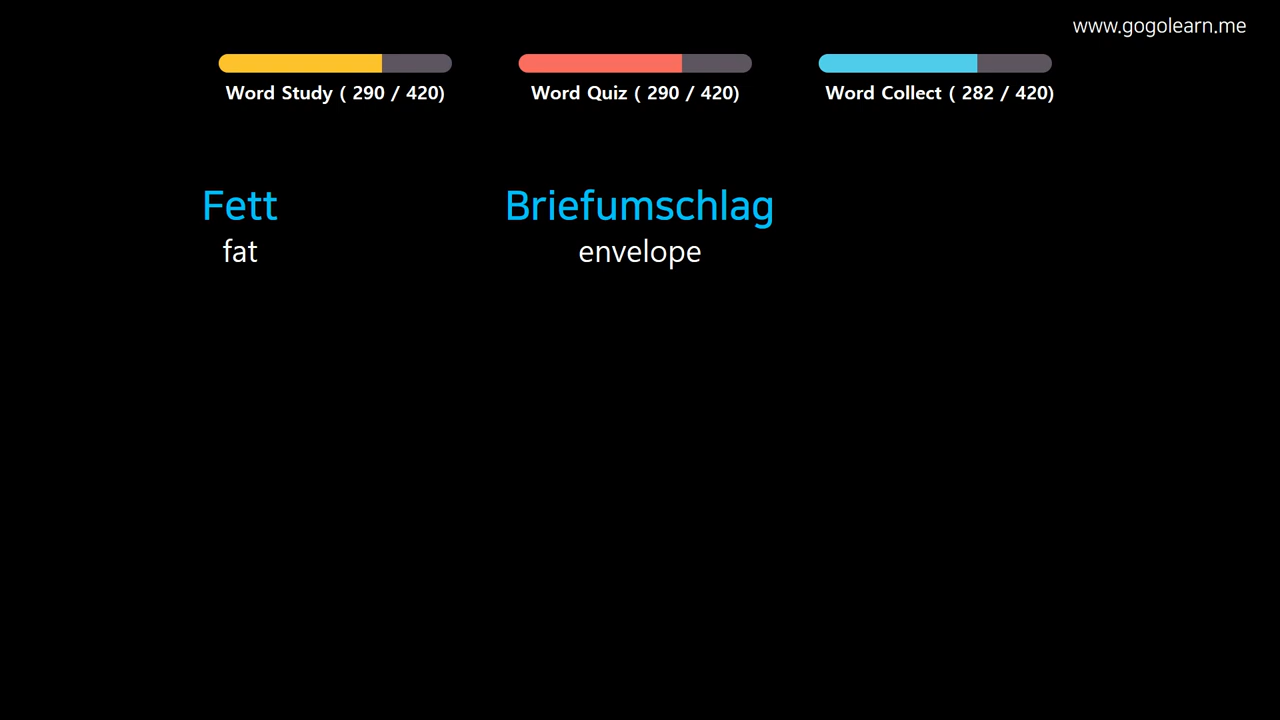 www.gogolearn.me
Word Study ( 290 / 420)
Word Quiz ( 290 / 420)
Word Collect ( 282 / 420)
Fett
fat
Briefumschlag
envelope